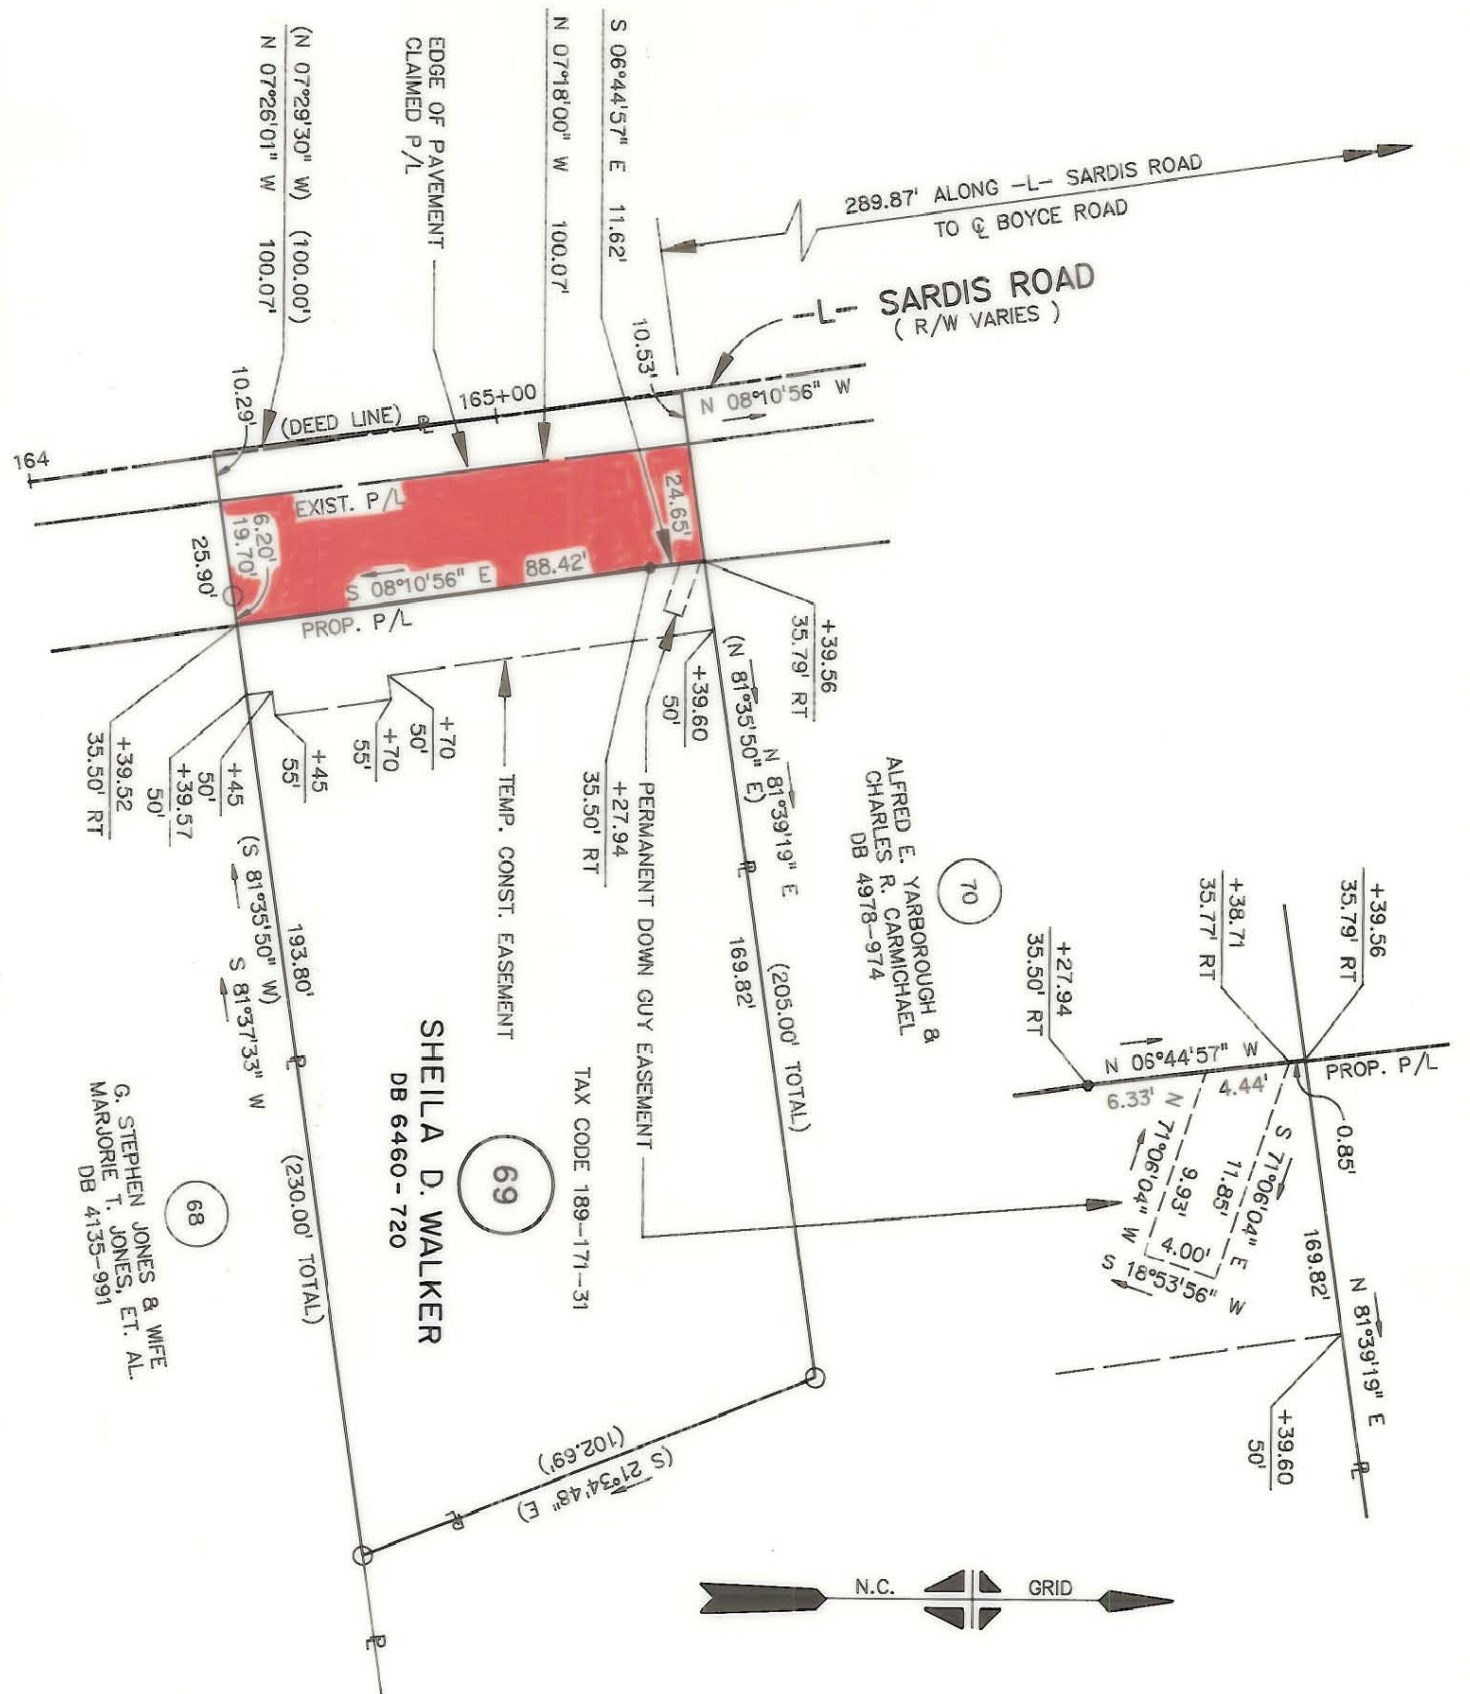 289.87' ALONG -L- SARDIS ROAD
TO ℄ BOYCE ROAD
-L- SARDIS ROAD
( R/W VARIES )
N 08°10'56" W
S 06°44'57" E 11.62'
N 07°18'00" W 100.07'
EDGE OF PAVEMENT
CLAIMED P/L
(N 07°29'30" W) (100.00')
N 07°26'01" W 100.07'
10.53'
10.29'
165+00
164
(DEED LINE)
PL
EXIST. P/L
24.65'
6.20'
19.70'
25.90'
S 08°10'56" E 88.42'
PROP. P/L
+39.56
35.79' RT
+39.60
50'
+27.94
35.50' RT
+70
50'
+70
55'
+45
55'
+45
50'
+39.57
50'
+39.52
35.50' RT
TEMP. CONST. EASEMENT
PERMANENT DOWN GUY EASEMENT
(N 81°35'50" E)
N 81°39'19" E
PL
169.82'
(205.00' TOTAL)
ALFRED E. YARBOROUGH &
CHARLES R. CARMICHAEL
DB 4978-974
70
(S 81°35'50" W)
S 81°37'33" W
193.80'
PL
(230.00' TOTAL)
TAX CODE 189-171-31
69
SHEILA D. WALKER
DB 6460-720
68
G. STEPHEN JONES & WIFE
MARJORIE T. JONES, ET. AL.
DB 4135-991
(102.69')
(S 21°34'48" E)
PL
PL
+39.56
35.79' RT
+38.71
35.77' RT
+27.94
35.50' RT
N 06°44'57" W
PROP. P/L
6.33'
4.44'
0.85'
N 71°06'04" W
9.93'
S 71°06'04" E
11.85'
4.00'
S 18°53'56" W
169.82'
N 81°39'19" E
+39.60
50'
PL
N.C. GRID